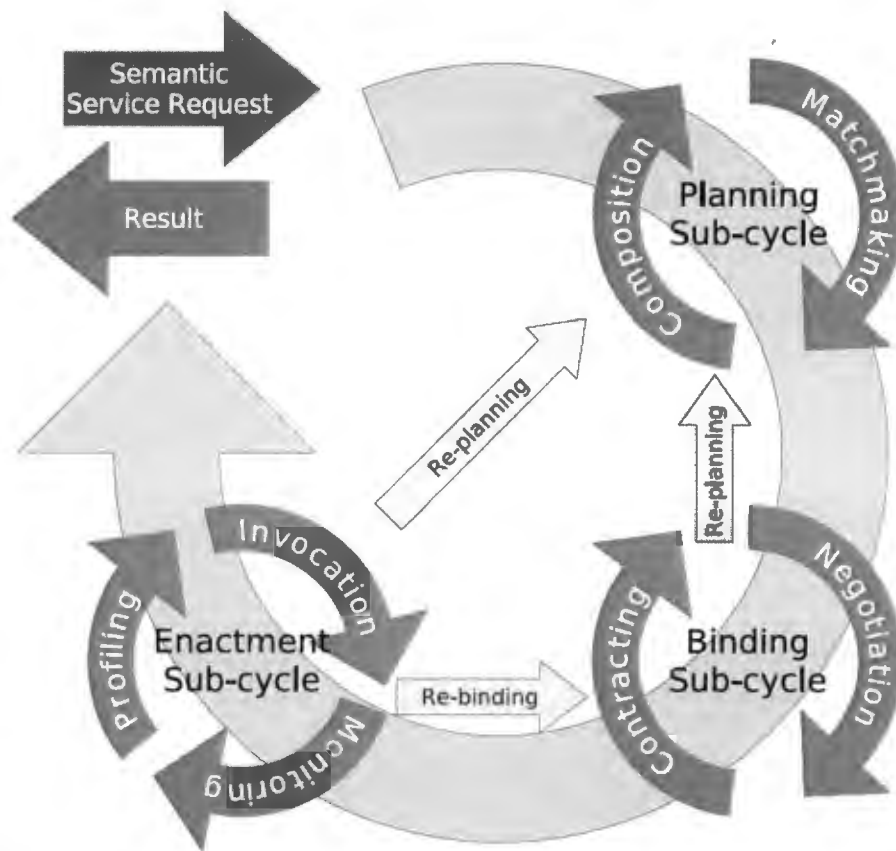 Semantic
Service Request
Result
Matchmaking
Composition
Planning
Sub-cycle
Re-planning
Re-planning
Invocation
Profiling
Enactment
Sub-cycle
Monitoring
Re-binding
Negotiation
Contracting
Binding
Sub-cycle